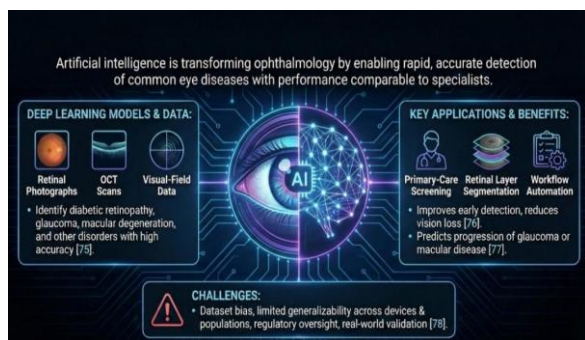 Artificial intelligence is transforming ophthalmology by enabling rapid, accurate detection
of common eye diseases with performance comparable to specialists.
DEEP LEARNING MODELS & DATA:
Retinal Photographs
OCT Scans
Visual-Field Data
• Identify diabetic retinopathy,
glaucoma, macular degeneration,
and other disorders with high
accuracy [75].
AI
KEY APPLICATIONS & BENEFITS:
Primary-Care Screening
Retinal Layer Segmentation
Workflow Automation
• Improves early detection, reduces
vision loss [76].
• Predicts progression of glaucoma or
macular disease [77].
CHALLENGES:
• Dataset bias, limited generalizability across devices &
populations, regulatory oversight, real-world validation [78].